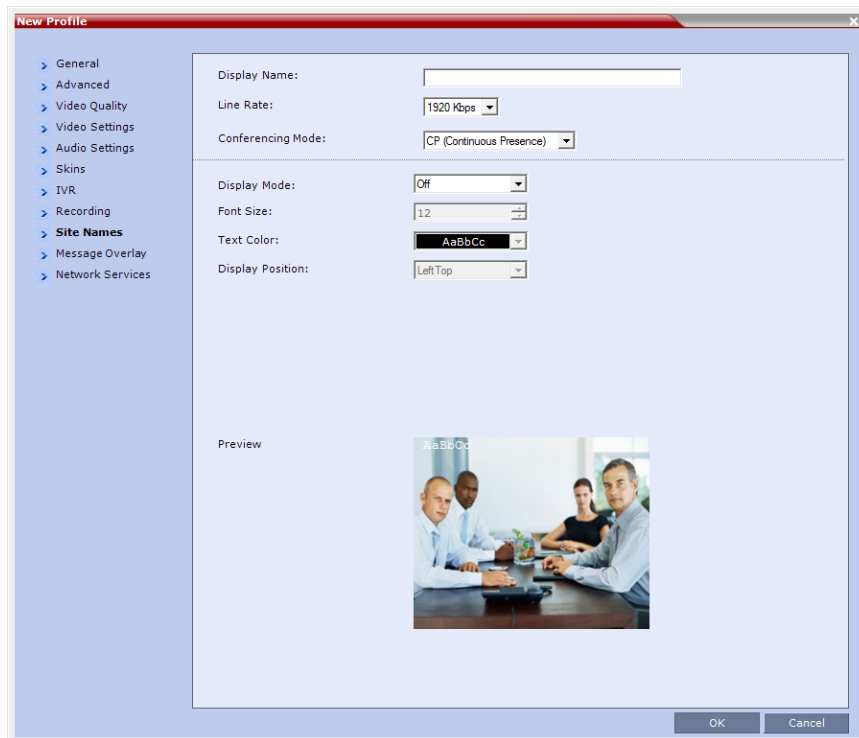 New Profile
General
Advanced
Video Quality
Video Settings
Audio Settings
Skins
IVR
Recording
Site Names
Message Overlay
Network Services
Display Name:
Line Rate: 1920 Kbps
Conferencing Mode: CP (Continuous Presence)
Display Mode: Off
Font Size: 12
Text Color: AaBbCc
Display Position: LeftTop
Preview
AaBbCc
OK Cancel